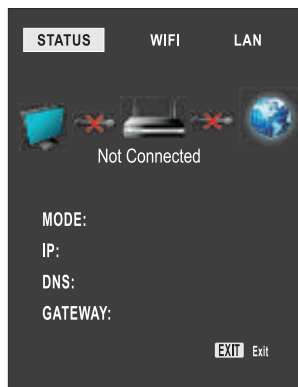 STATUS WIFI LAN
Not Connected
MODE:
IP:
DNS:
GATEWAY:
EXIT Exit